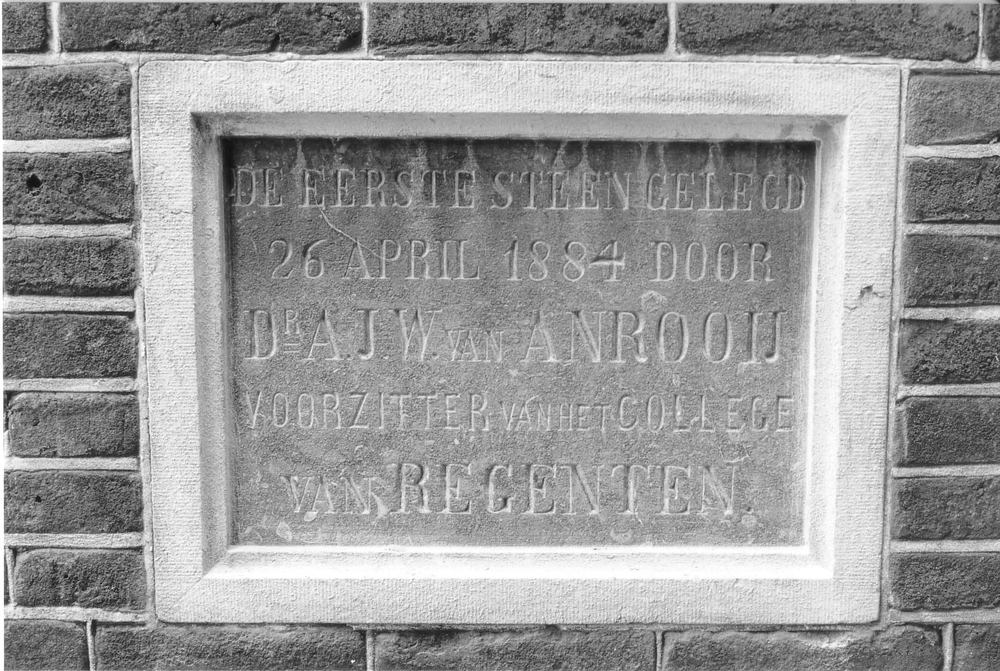 DE EERSTE STEEN GELEGD
26 APRIL 1884 DOOR
DR A.J.W. VAN ANROOIJ
VOORZITTER VAN HET COLLEGE
VAN REGENTEN.